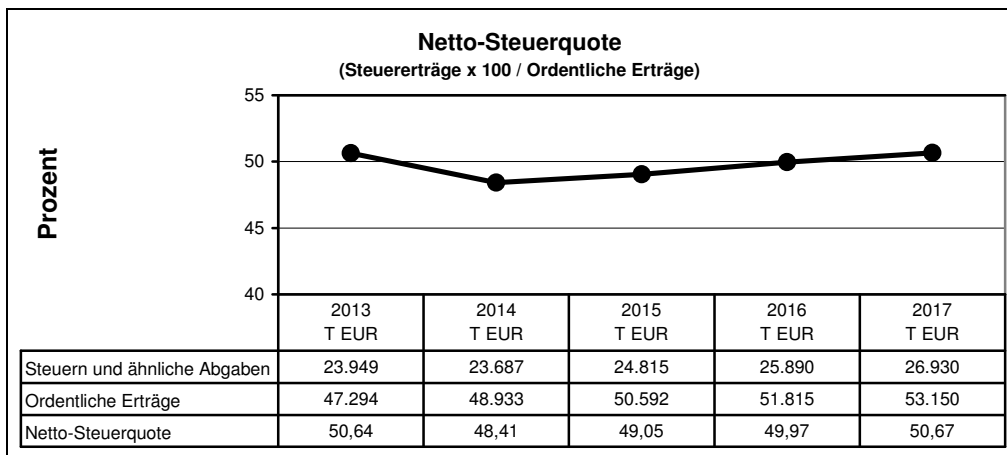 Netto-Steuerquote
(Steuererträge x 100 / Ordentliche Erträge)
Prozent
55
50
45
40
2013 2014 2015 2016 2017
T EUR T EUR T EUR T EUR T EUR
Steuern und ähnliche Abgaben 23.949 23.687 24.815 25.890 26.930
Ordentliche Erträge 47.294 48.933 50.592 51.815 53.150
Netto-Steuerquote 50,64 48,41 49,05 49,97 50,67